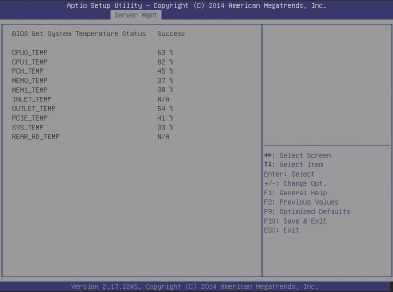 Aptio Setup Utility - Copyright (C) 2014 American Megatrends, Inc.
Server Mgmt
BIOS Get System Temperature Status Success
CPU0_TEMP 63 %
CPU1_TEMP 62 %
PCH_TEMP 45 %
MEM0_TEMP 37 %
MEM1_TEMP 38 %
INLET_TEMP N/A
OUTLET_TEMP 54 %
PCIE_TEMP 41 %
SYS_TEMP 33 %
REAR_HD_TEMP N/A
→←: Select Screen
↑↓: Select Item
Enter: Select
+/-: Change Opt.
F1: General Help
F2: Previous Values
F9: Optimized Defaults
F10: Save & Exit
ESC: Exit
Version 2.17.1245. Copyright (C) 2014 American Megatrends, Inc.